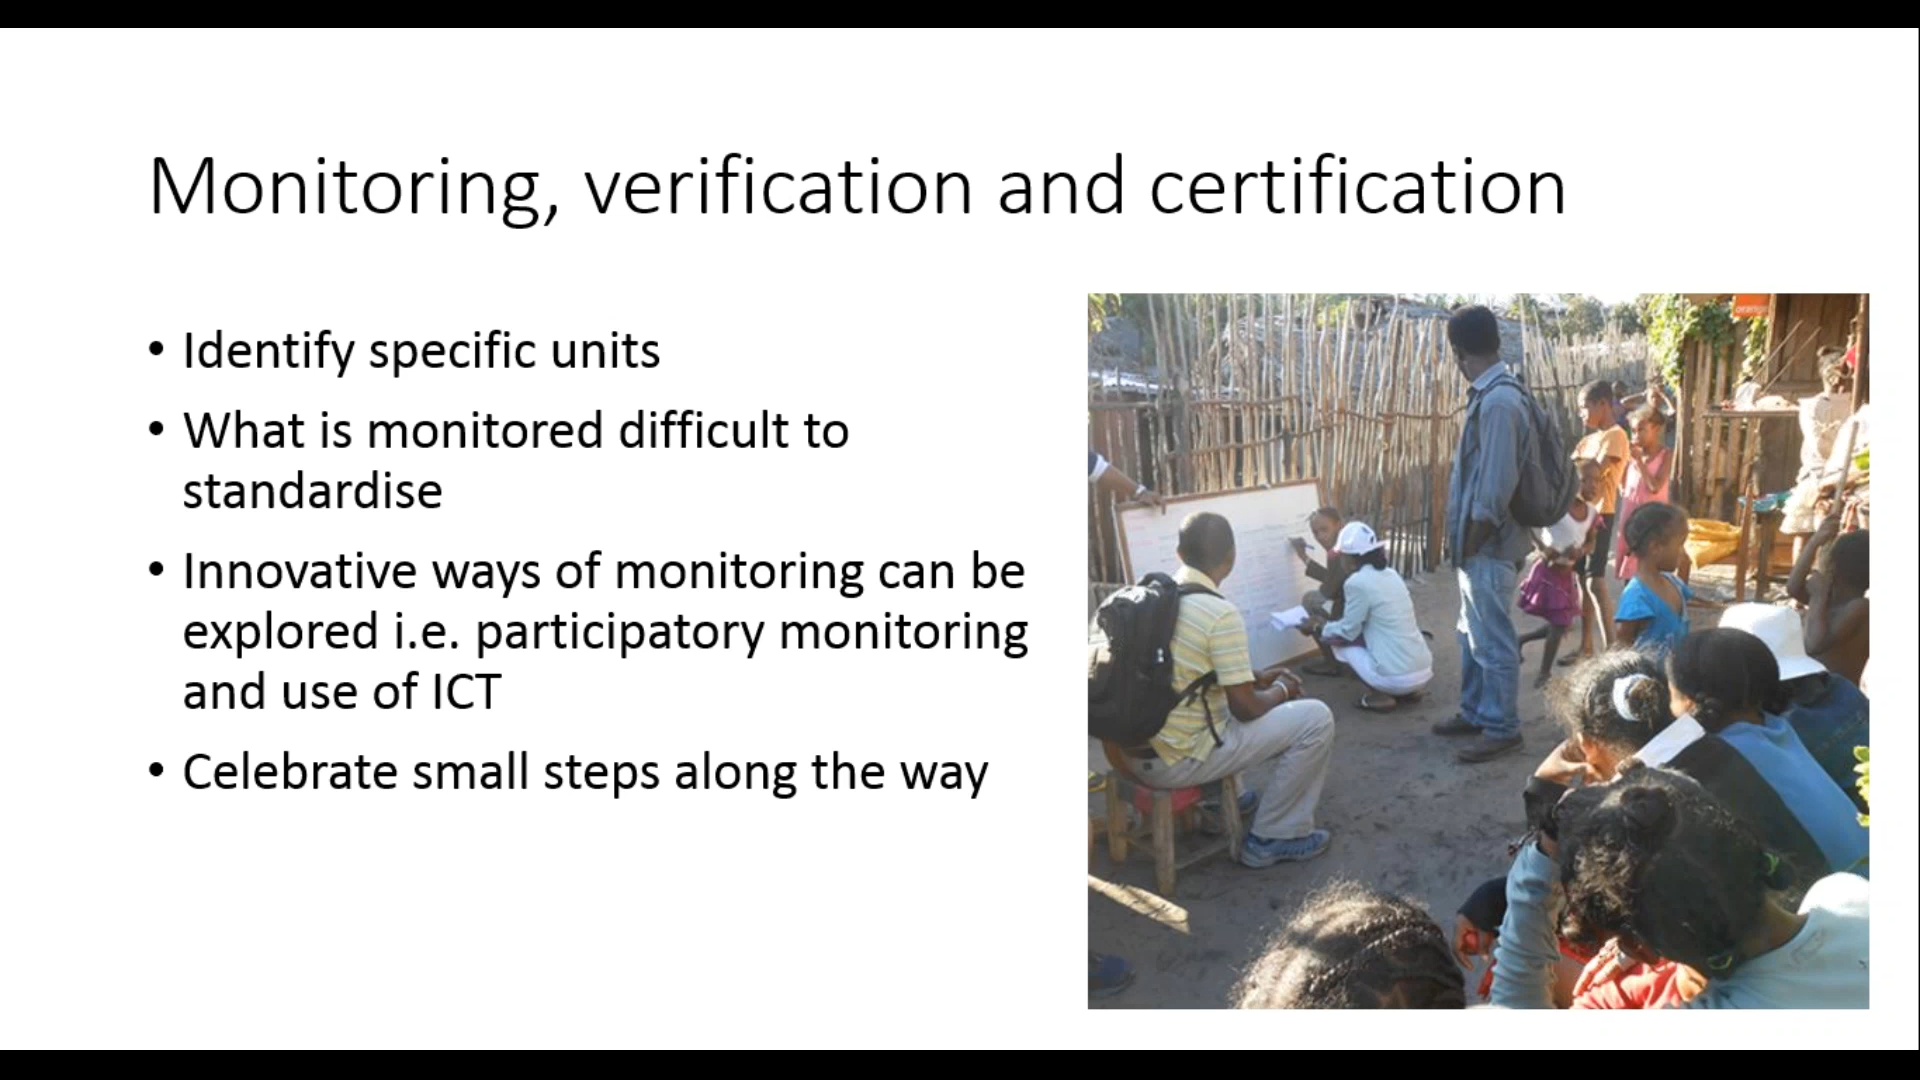 Monitoring, verification and certification
• Identify specific units
• What is monitored difficult to
standardise
• Innovative ways of monitoring can be
explored i.e. participatory monitoring
and use of ICT
• Celebrate small steps along the way
orange